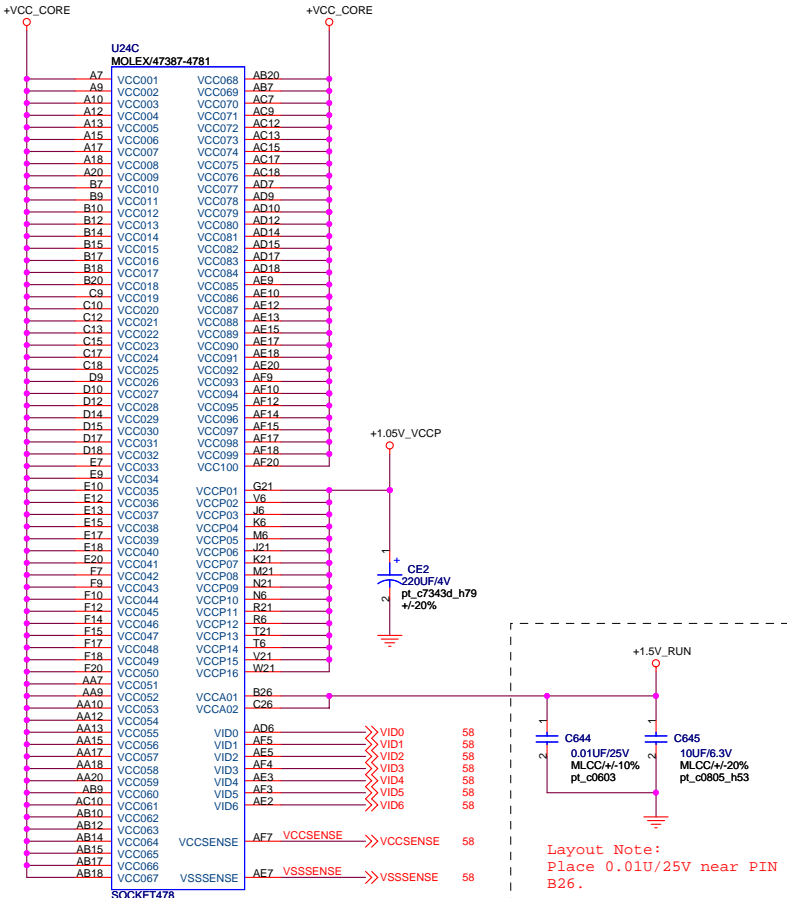 +VCC_CORE +VCC_CORE
U24C
MOLEX/47387-4781
A7 VCC001 VCC068 AB20
A9 VCC002 VCC069 AB7
A10 VCC003 VCC070 AC7
A12 VCC004 VCC071 AC9
A13 VCC005 VCC072 AC12
A15 VCC006 VCC073 AC13
A17 VCC007 VCC074 AC15
A18 VCC008 VCC075 AC17
A20 VCC009 VCC076 AC18
B7 VCC010 VCC077 AD7
B9 VCC011 VCC078 AD9
B10 VCC012 VCC079 AD10
B12 VCC013 VCC080 AD12
B14 VCC014 VCC081 AD14
B15 VCC015 VCC082 AD15
B17 VCC016 VCC083 AD17
B18 VCC017 VCC084 AD18
B20 VCC018 VCC085 AE9
C9 VCC019 VCC086 AE10
C10 VCC020 VCC087 AE12
C12 VCC021 VCC088 AE13
C13 VCC022 VCC089 AE15
C15 VCC023 VCC090 AE17
C17 VCC024 VCC091 AE18
C18 VCC025 VCC092 AE20
D9 VCC026 VCC093 AF9
D10 VCC027 VCC094 AF10
D12 VCC028 VCC095 AF12
D14 VCC029 VCC096 AF14
D15 VCC030 VCC097 AF15
D17 VCC031 VCC098 AF17
D18 VCC032 VCC099 AF18
E7 VCC033 VCC100 AF20
E9 VCC034
E10 VCC035 VCCP01 G21
E12 VCC036 VCCP02 V6
E13 VCC037 VCCP03 J6
E15 VCC038 VCCP04 K6
E17 VCC039 VCCP05 M6
E18 VCC040 VCCP06 J21
E20 VCC041 VCCP07 K21
F7 VCC042 VCCP08 M21
F9 VCC043 VCCP09 N21
F10 VCC044 VCCP10 N6
F12 VCC045 VCCP11 R21
F14 VCC046 VCCP12 R6
F15 VCC047 VCCP13 T21
F17 VCC048 VCCP14 T6
F18 VCC049 VCCP15 V21
F20 VCC050 VCCP16 W21
AA7 VCC051
AA9 VCC052 VCCA01 B26
AA10 VCC053 VCCA02 C26
AA12 VCC054
AA13 VCC055 VID0 AD6 VID0 58
AA15 VCC056 VID1 AF5 VID1 58
AA17 VCC057 VID2 AE5 VID2 58
AA18 VCC058 VID3 AF4 VID3 58
AA20 VCC059 VID4 AE3 VID4 58
AB9 VCC060 VID5 AF3 VID5 58
AC10 VCC061 VID6 AE2 VID6 58
AB10 VCC062
AB12 VCC063
AB14 VCC064 VCCSENSE AF7 VCCSENSE VCCSENSE 58
AB15 VCC065
AB17 VCC066
AB18 VCC067 VSSSENSE AE7 VSSSENSE VSSSENSE 58
SOCKET478
+1.05V_VCCP
1
+
CE2
220UF/4V
pt_c7343d_h79
+/-20%
2
+1.5V_RUN
1
C644
0.01UF/25V
MLCC/+/-10%
pt_c0603
2
1
C645
10UF/6.3V
MLCC/+/-20%
pt_c0805_h53
2
Layout Note:
Place 0.01U/25V near PIN
B26.